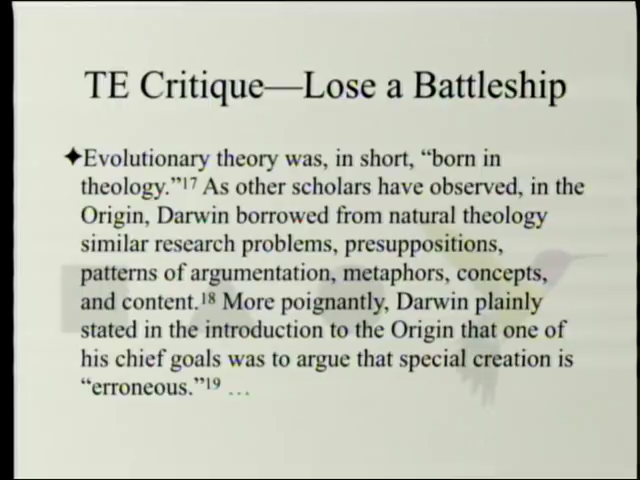 TE Critique—Lose a Battleship
✦Evolutionary theory was, in short, “born in
theology.”¹⁷ As other scholars have observed, in the
Origin, Darwin borrowed from natural theology
similar research problems, presuppositions,
patterns of argumentation, metaphors, concepts,
and content.¹⁸ More poignantly, Darwin plainly
stated in the introduction to the Origin that one of
his chief goals was to argue that special creation is
“erroneous.”¹⁹ …